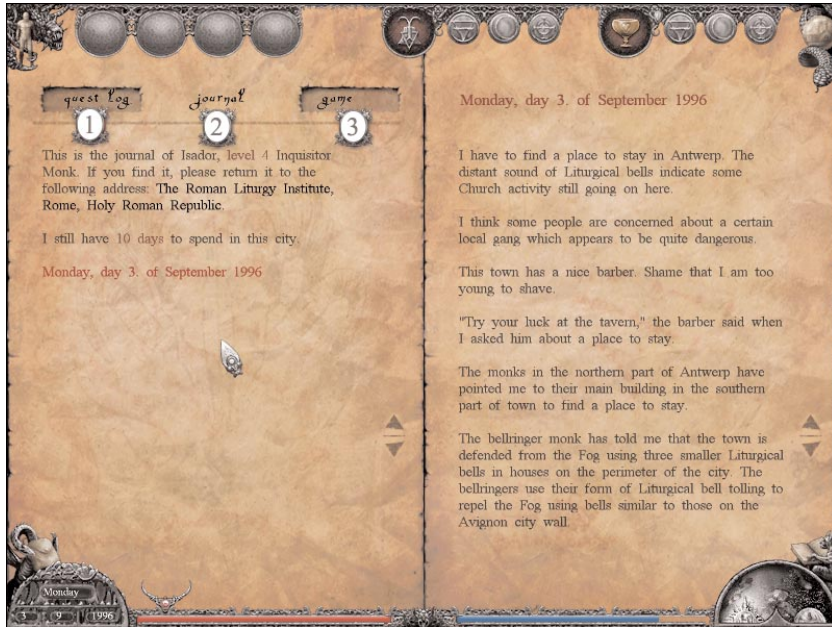 quest log
journal
game
1
2
3
This is the journal of Isador, level 4 Inquisitor
Monk. If you find it, please return it to the
following address: The Roman Liturgy Institute,
Rome, Holy Roman Republic.
I still have 10 days to spend in this city.
Monday, day 3. of September 1996
Monday, day 3. of September 1996
I have to find a place to stay in Antwerp. The
distant sound of Liturgical bells indicate some
Church activity still going on here.
I think some people are concerned about a certain
local gang which appears to be quite dangerous.
This town has a nice barber. Shame that I am too
young to shave.
"Try your luck at the tavern," the barber said when
I asked him about a place to stay.
The monks in the northern part of Antwerp have
pointed me to their main building in the southern
part of town to find a place to stay.
The bellringer monk has told me that the town is
defended from the Fog using three smaller Liturgical
bells in houses on the perimeter of the city. The
bellringers use their form of Liturgical bell tolling to
repel the Fog using bells similar to those on the
Avignon city wall.
Monday
3 9 1996